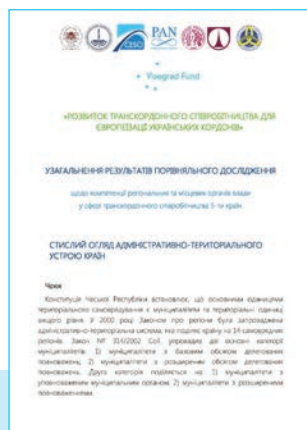 CESCI
PAN
Visegrad Fund
«РОЗВИТОК ТРАНСКОРДОННОГО СПІВРОБІТНИЦТВА ДЛЯ
ЄВРОПЕЇЗАЦІЇ УКРАЇНСЬКИХ КОРДОНІВ»
УЗАГАЛЬНЕННЯ РЕЗУЛЬТАТІВ ПОРІВНЯЛЬНОГО ДОСЛІДЖЕННЯ
щодо компетенції регіональних та місцевих органів влади
у сфері транскордонного співробітництва 5-ти країн
СТИСЛИЙ ОГЛЯД АДМІНІСТРАТИВНО-ТЕРИТОРІАЛЬНОГО
УСТРОЮ КРАЇН
Чехія
Конституція Чеської Республіки встановлює, що основними одиницями
територіального самоврядування є муніципалітети та територіальні одиниці
вищого рівня. У 2000 році Законом про регіони була запроваджена
адміністративно-територіальна система, яка поділяє країну на 14 самоврядних
регіонів. Закон № 314/2002 Coll. упровадив дві основні категорії
муніципалітетів: 1) муніципалітети з базовим обсягом делегованих
повноважень; 2) муніципалітети з розширеним обсягом делегованих
повноважень. Друга категорія поділяється на: 1) муніципалітети з
уповноваженим муніципальним органом; 2) муніципалітети з розширеними
повноваженнями.